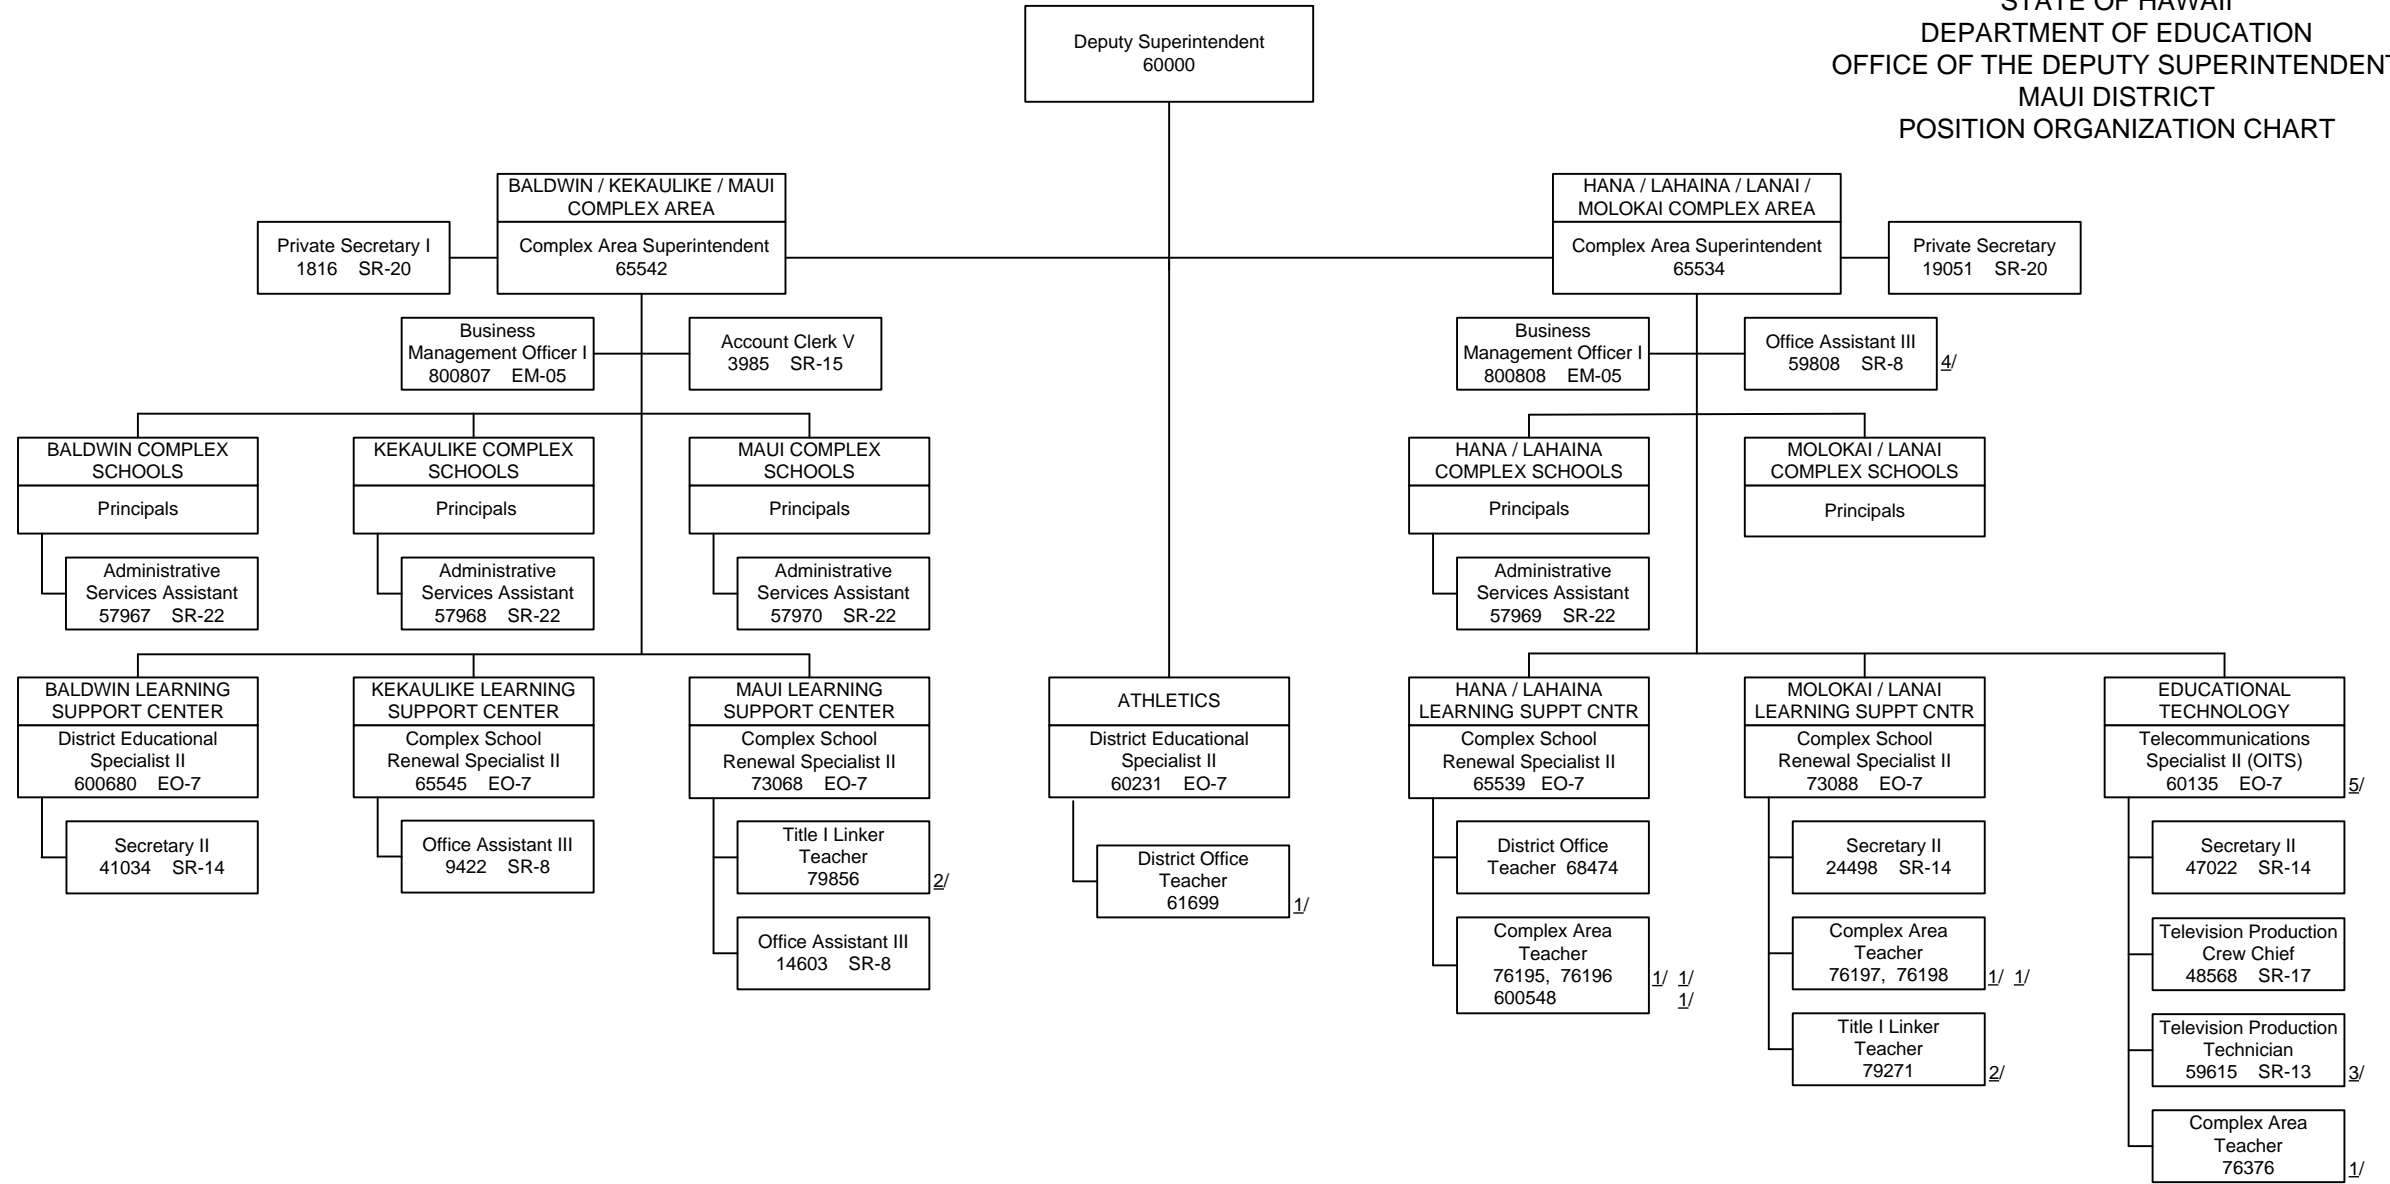 STATE OF HAWAII
DEPARTMENT OF EDUCATION
OFFICE OF THE DEPUTY SUPERINTENDENT
MAUI DISTRICT
POSITION ORGANIZATION CHART
Deputy Superintendent
60000
BALDWIN / KEKAULIKE / MAUI
COMPLEX AREA
Complex Area Superintendent
65542
Private Secretary I
1816 SR-20
Business
Management Officer I
800807 EM-05
Account Clerk V
3985 SR-15
HANA / LAHAINA / LANAI /
MOLOKAI COMPLEX AREA
Complex Area Superintendent
65534
Private Secretary
19051 SR-20
Business
Management Officer I
800808 EM-05
Office Assistant III
59808 SR-8 4/
BALDWIN COMPLEX
SCHOOLS
Principals
Administrative
Services Assistant
57967 SR-22
KEKAULIKE COMPLEX
SCHOOLS
Principals
Administrative
Services Assistant
57968 SR-22
MAUI COMPLEX
SCHOOLS
Principals
Administrative
Services Assistant
57970 SR-22
HANA / LAHAINA
COMPLEX SCHOOLS
Principals
Administrative
Services Assistant
57969 SR-22
MOLOKAI / LANAI
COMPLEX SCHOOLS
Principals
BALDWIN LEARNING
SUPPORT CENTER
District Educational
Specialist II
600680 EO-7
Secretary II
41034 SR-14
KEKAULIKE LEARNING
SUPPORT CENTER
Complex School
Renewal Specialist II
65545 EO-7
Office Assistant III
9422 SR-8
MAUI LEARNING
SUPPORT CENTER
Complex School
Renewal Specialist II
73068 EO-7
Title I Linker
Teacher
79856 2/
Office Assistant III
14603 SR-8
ATHLETICS
District Educational
Specialist II
60231 EO-7
District Office
Teacher
61699 1/
HANA / LAHAINA
LEARNING SUPPT CNTR
Complex School
Renewal Specialist II
65539 EO-7
District Office
Teacher 68474
Complex Area
Teacher
76195, 76196 1/ 1/
600548 1/
MOLOKAI / LANAI
LEARNING SUPPT CNTR
Complex School
Renewal Specialist II
73088 EO-7
Secretary II
24498 SR-14
Complex Area
Teacher
76197, 76198 1/ 1/
Title I Linker
Teacher
79271 2/
EDUCATIONAL
TECHNOLOGY
Telecommunications
Specialist II (OITS)
60135 EO-7 5/
Secretary II
47022 SR-14
Television Production
Crew Chief
48568 SR-17
Television Production
Technician
59615 SR-13 3/
Complex Area
Teacher
76376 1/